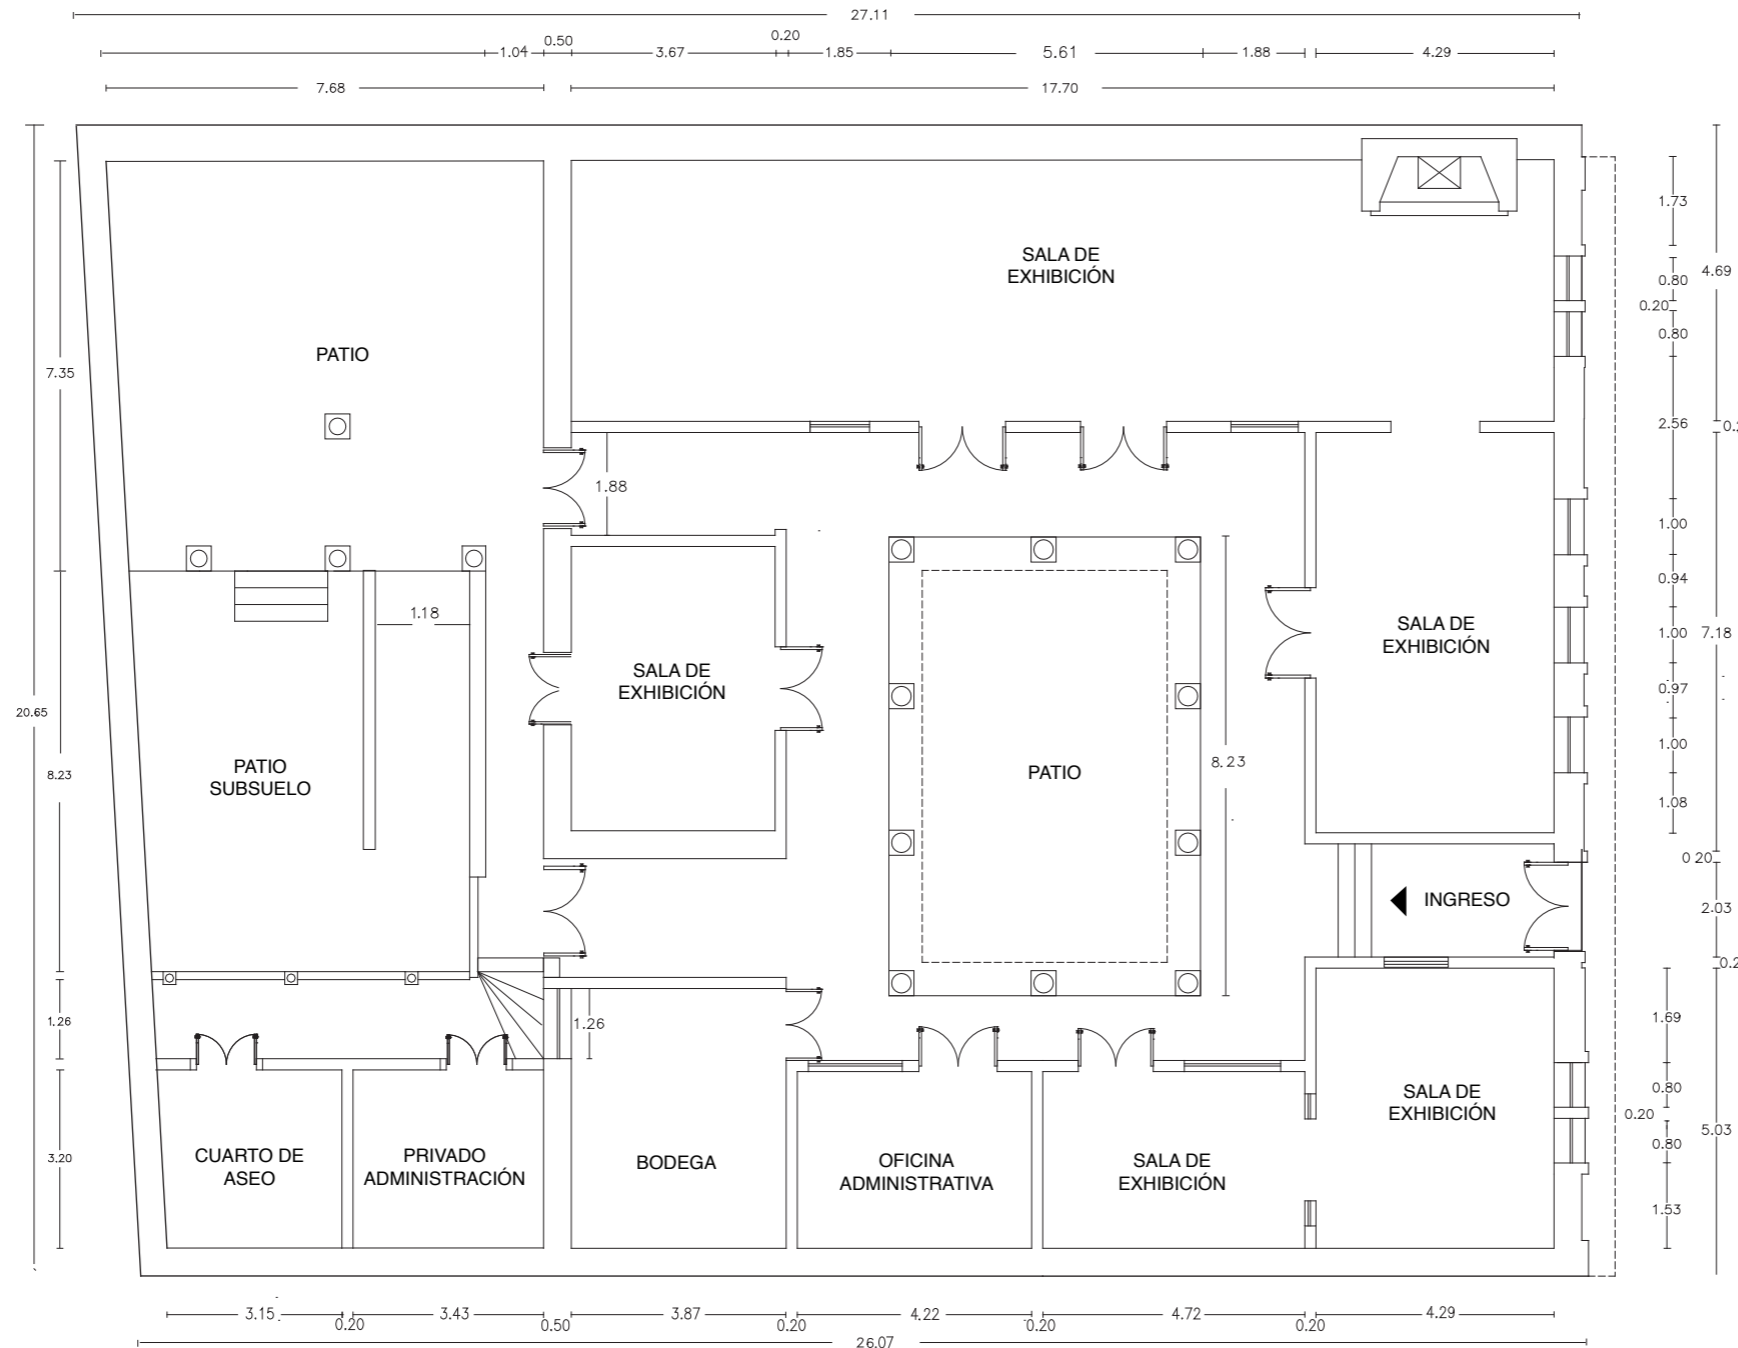 27.11
1.04
0.50
3.67
0.20
1.85
5.61
1.88
4.29
7.68
17.70
1.73
SALA DE
EXHIBICIÓN
4.69
0.80
0.20
0.80
PATIO
7.35
2.56
1.88
1.00
0.94
1.18
SALA DE
EXHIBICIÓN
1.00
7.18
SALA DE
EXHIBICIÓN
0.97
20.65
1.00
8.23
PATIO
SUBSUELO
PATIO
8.23
1.08
0 20
INGRESO
2.03
1.26
1.26
1.69
0.80
0.20
SALA DE
EXHIBICIÓN
5.03
0.80
3.20
CUARTO DE
ASEO
PRIVADO
ADMINISTRACIÓN
BODEGA
OFICINA
ADMINISTRATIVA
SALA DE
EXHIBICIÓN
1.53
3.15
0.20
3.43
0.50
3.87
0.20
4.22
0.20
4.72
0.20
4.29
26.07